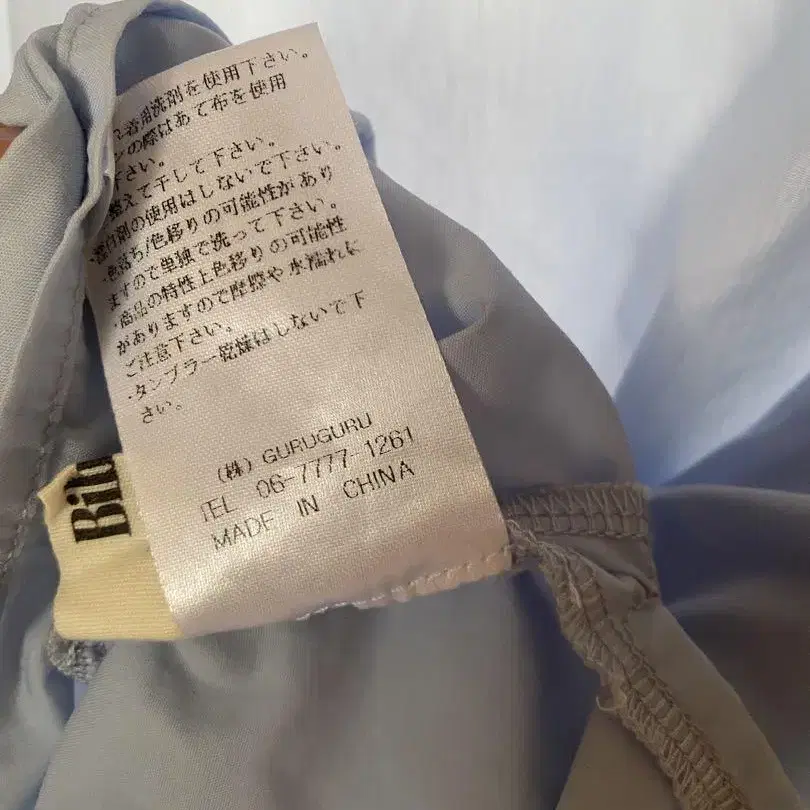 れ着用洗剤を使用下さい。
ンの際はあて布を使用
下さい。
整えて干して下さい。
・漂白剤の使用はしないで下さい。
・色落ち/色移りの可能性があり
ますので単独で洗って下さい。
・商品の特性上色移りの可能性
がありますので摩擦や水濡れに
ご注意下さい。
・タンブラー乾燥はしないで下
さい。
(株) GURUGURU
TEL 06-7777-1261
MADE IN CHINA